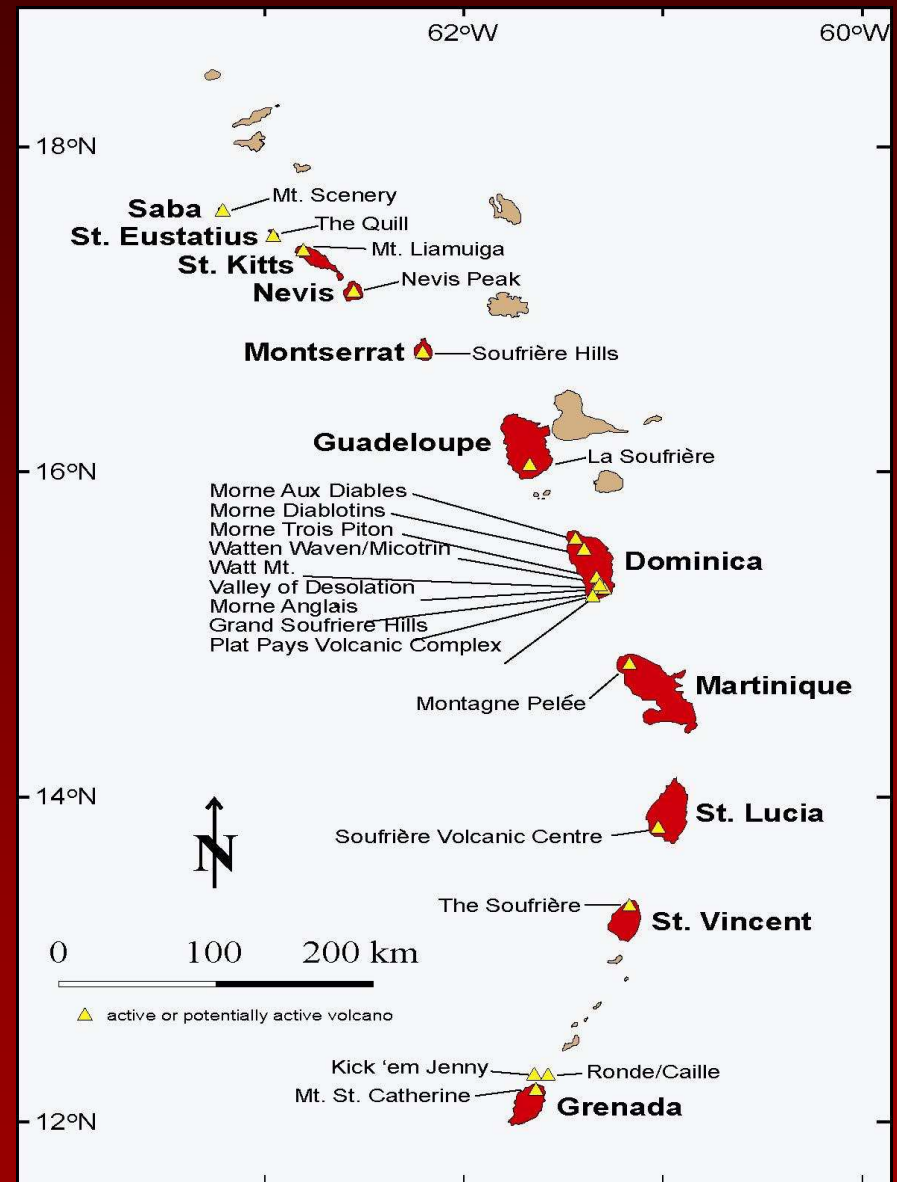 62°W 60°W
18°N
Mt. Scenery
Saba
The Quill
St. Eustatius
Mt. Liamuiga
St. Kitts
Nevis Peak
Nevis
Montserrat
Soufrière Hills
Guadeloupe
La Soufrière
16°N
Morne Aux Diables
Morne Diablotins
Morne Trois Piton
Watten Waven/Micotrin
Watt Mt.
Valley of Desolation
Morne Anglais
Grand Soufriere Hills
Plat Pays Volcanic Complex
Dominica
Martinique
Montagne Pelée
14°N
St. Lucia
Soufrière Volcanic Centre
N
The Soufrière
St. Vincent
0 100 200 km
active or potentially active volcano
Kick 'em Jenny
Ronde/Caille
Mt. St. Catherine
Grenada
12°N